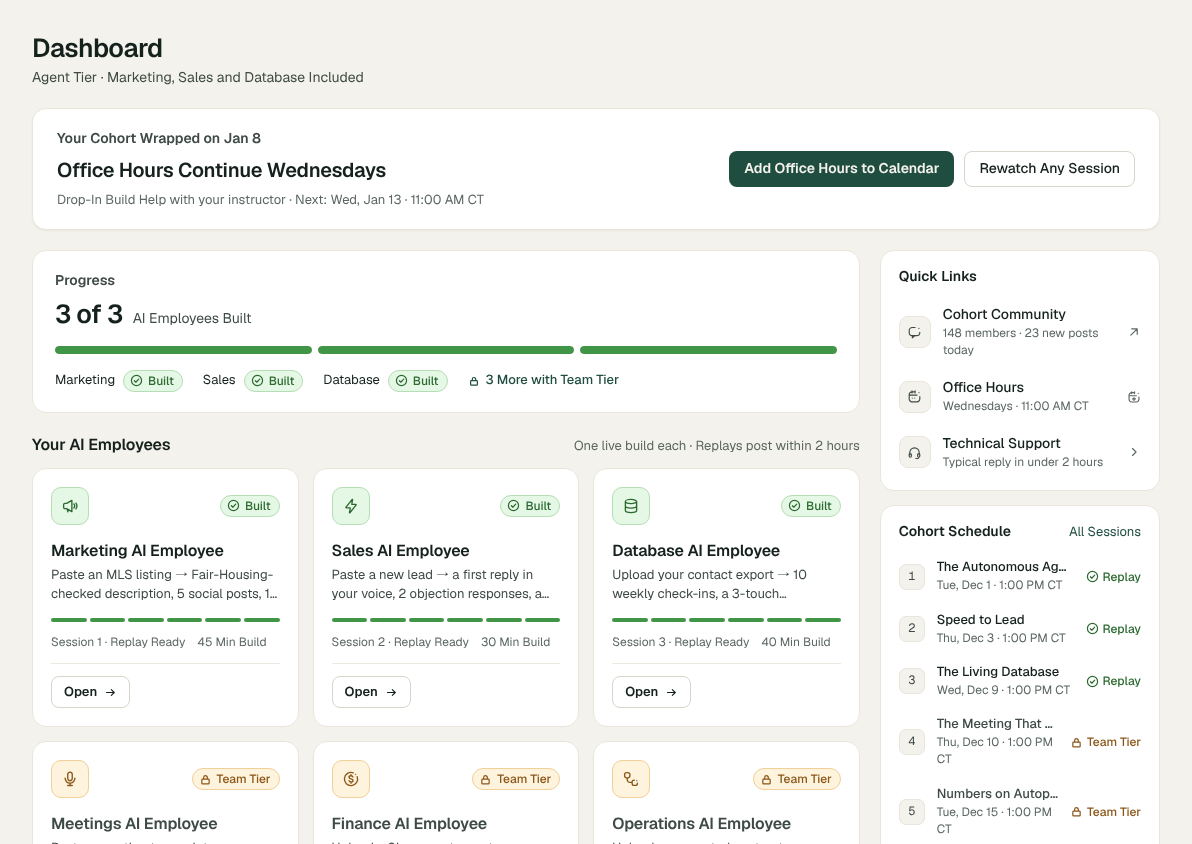 Dashboard
Agent Tier · Marketing, Sales and Database Included
Your Cohort Wrapped on Jan 8
Office Hours Continue Wednesdays
Drop-In Build Help with your instructor · Next: Wed, Jan 13 · 11:00 AM CT
Add Office Hours to Calendar
Rewatch Any Session
Progress
3 of 3 AI Employees Built
Marketing Built Sales Built Database Built 3 More with Team Tier
Your AI Employees
One live build each · Replays post within 2 hours
Built
Marketing AI Employee
Paste an MLS listing → Fair-Housing-
checked description, 5 social posts, 1...
Session 1 · Replay Ready 45 Min Build
Open →
Built
Sales AI Employee
Paste a new lead → a first reply in
your voice, 2 objection responses, a...
Session 2 · Replay Ready 30 Min Build
Open →
Built
Database AI Employee
Upload your contact export → 10
weekly check-ins, a 3-touch...
Session 3 · Replay Ready 40 Min Build
Open →
Team Tier
Meetings AI Employee
Team Tier
Finance AI Employee
Team Tier
Operations AI Employee
Quick Links
Cohort Community
148 members · 23 new posts
today
Office Hours
Wednesdays · 11:00 AM CT
Technical Support
Typical reply in under 2 hours
Cohort Schedule
All Sessions
1
The Autonomous Ag...
Tue, Dec 1 · 1:00 PM CT
Replay
2
Speed to Lead
Thu, Dec 3 · 1:00 PM CT
Replay
3
The Living Database
Wed, Dec 9 · 1:00 PM CT
Replay
4
The Meeting That ...
Thu, Dec 10 · 1:00 PM
CT
Team Tier
5
Numbers on Autop...
Tue, Dec 15 · 1:00 PM
CT
Team Tier